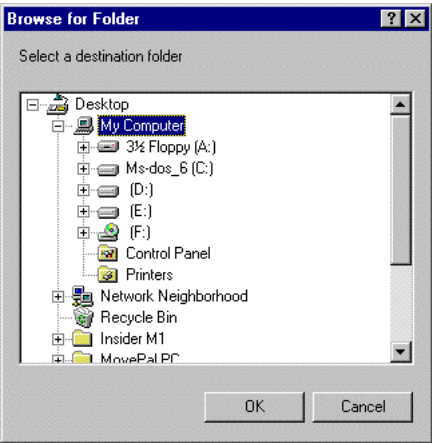 Browse for Folder
Select a destination folder
Desktop
My Computer
3½ Floppy (A:)
Ms-dos_6 (C:)
(D:)
(E:)
(F:)
Control Panel
Printers
Network Neighborhood
Recycle Bin
Insider M1
MovePal PC
OK Cancel